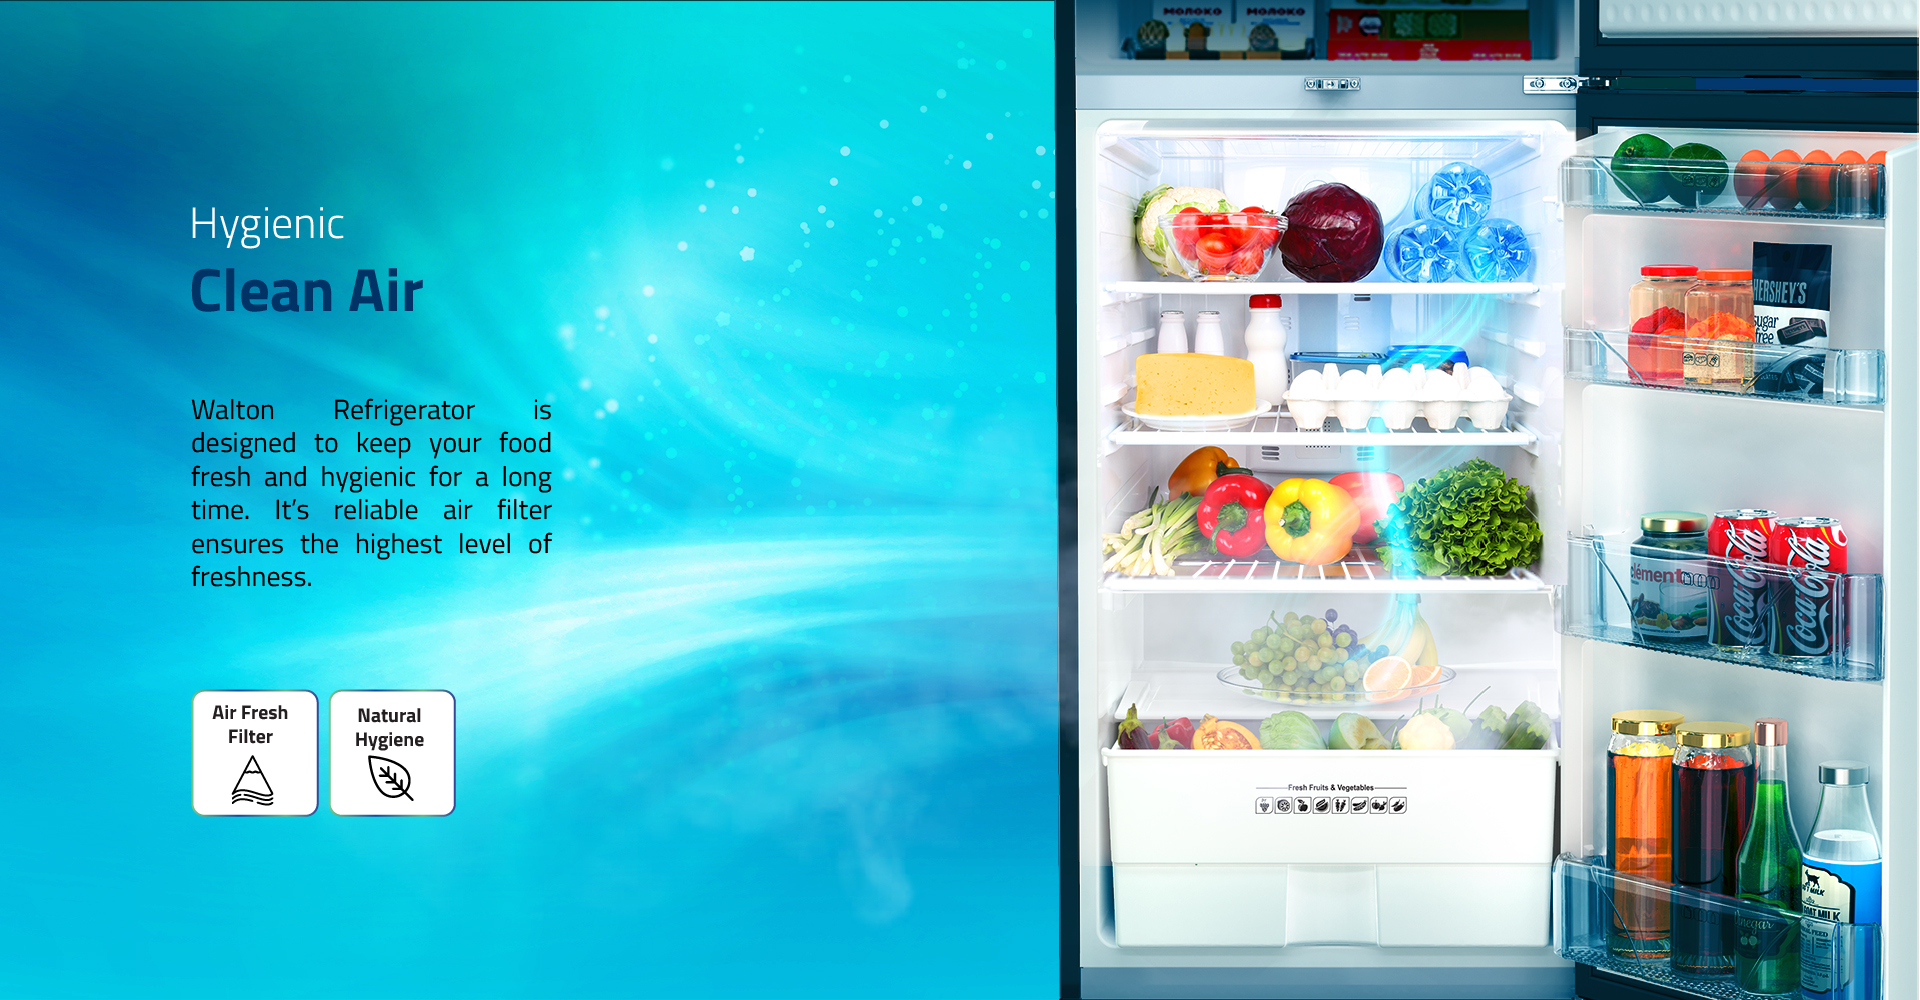 Hygienic
Clean Air
Walton Refrigerator is
designed to keep your food
fresh and hygienic for a long
time. It’s reliable air filter
ensures the highest level of
freshness.
Air Fresh
Filter
Natural
Hygiene
МОЛОКО МОЛОКО
HERSHEY'S
sugar
free
Coca-Cola Coca-Cola
clément
Fresh Fruits & Vegetables
MILK
OAT MILK